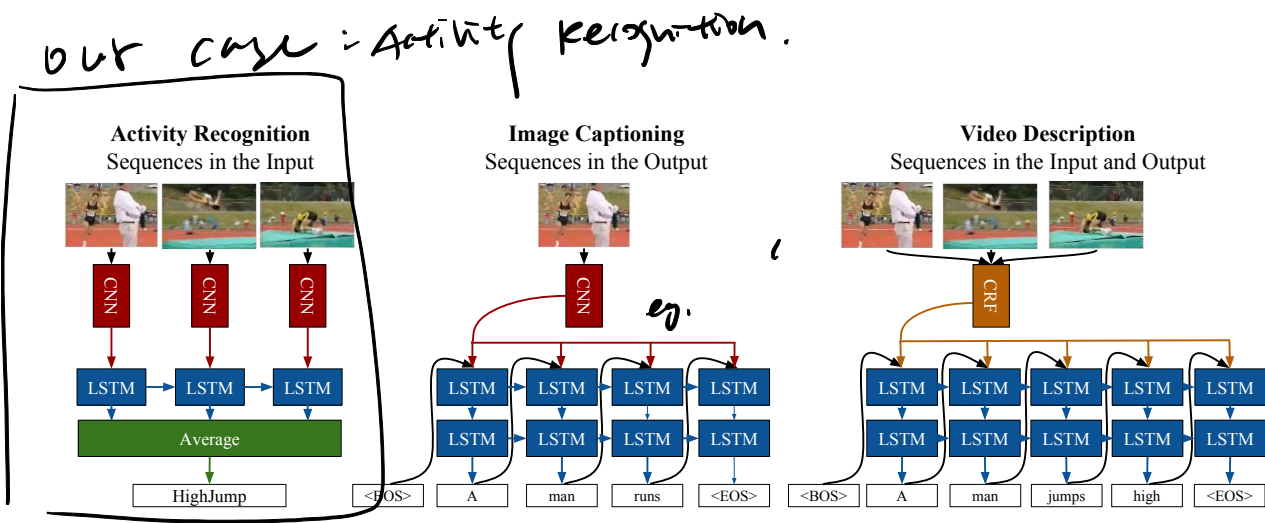 our case : Activity Recognition.
Activity Recognition
Sequences in the Input
CNN
CNN
CNN
LSTM
LSTM
LSTM
Average
HighJump
Image Captioning
Sequences in the Output
CNN
eg.
LSTM
LSTM
LSTM
LSTM
LSTM
LSTM
LSTM
LSTM
<EOS>
A
man
runs
<EOS>
Video Description
Sequences in the Input and Output
CRF
LSTM
LSTM
LSTM
LSTM
LSTM
LSTM
LSTM
LSTM
LSTM
LSTM
<BOS>
A
man
jumps
high
<EOS>